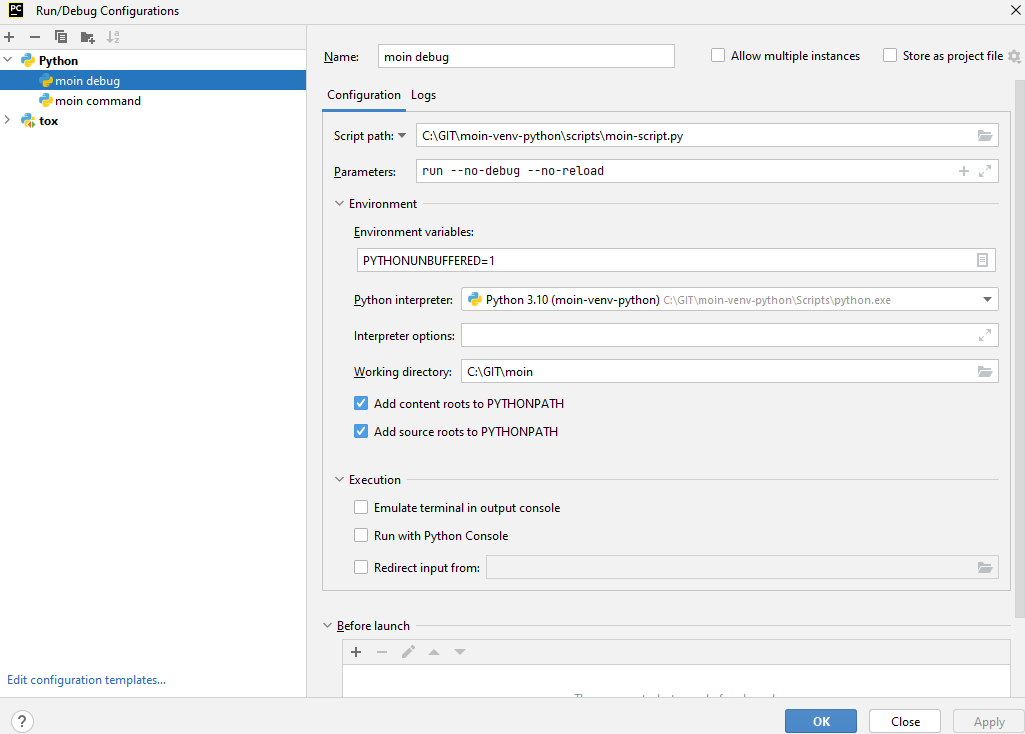 PC Run/Debug Configurations
Python
moin debug
moin command
tox
Edit configuration templates...
Name: moin debug
Allow multiple instances
Store as project file
Configuration Logs
Script path: C:\GIT\moin-venv-python\scripts\moin-script.py
Parameters: run --no-debug --no-reload
Environment
Environment variables:
PYTHONUNBUFFERED=1
Python interpreter: Python 3.10 (moin-venv-python) C:\GIT\moin-venv-python\Scripts\python.exe
Interpreter options:
Working directory: C:\GIT\moin
Add content roots to PYTHONPATH
Add source roots to PYTHONPATH
Execution
Emulate terminal in output console
Run with Python Console
Redirect input from:
Before launch
? OK Close Apply